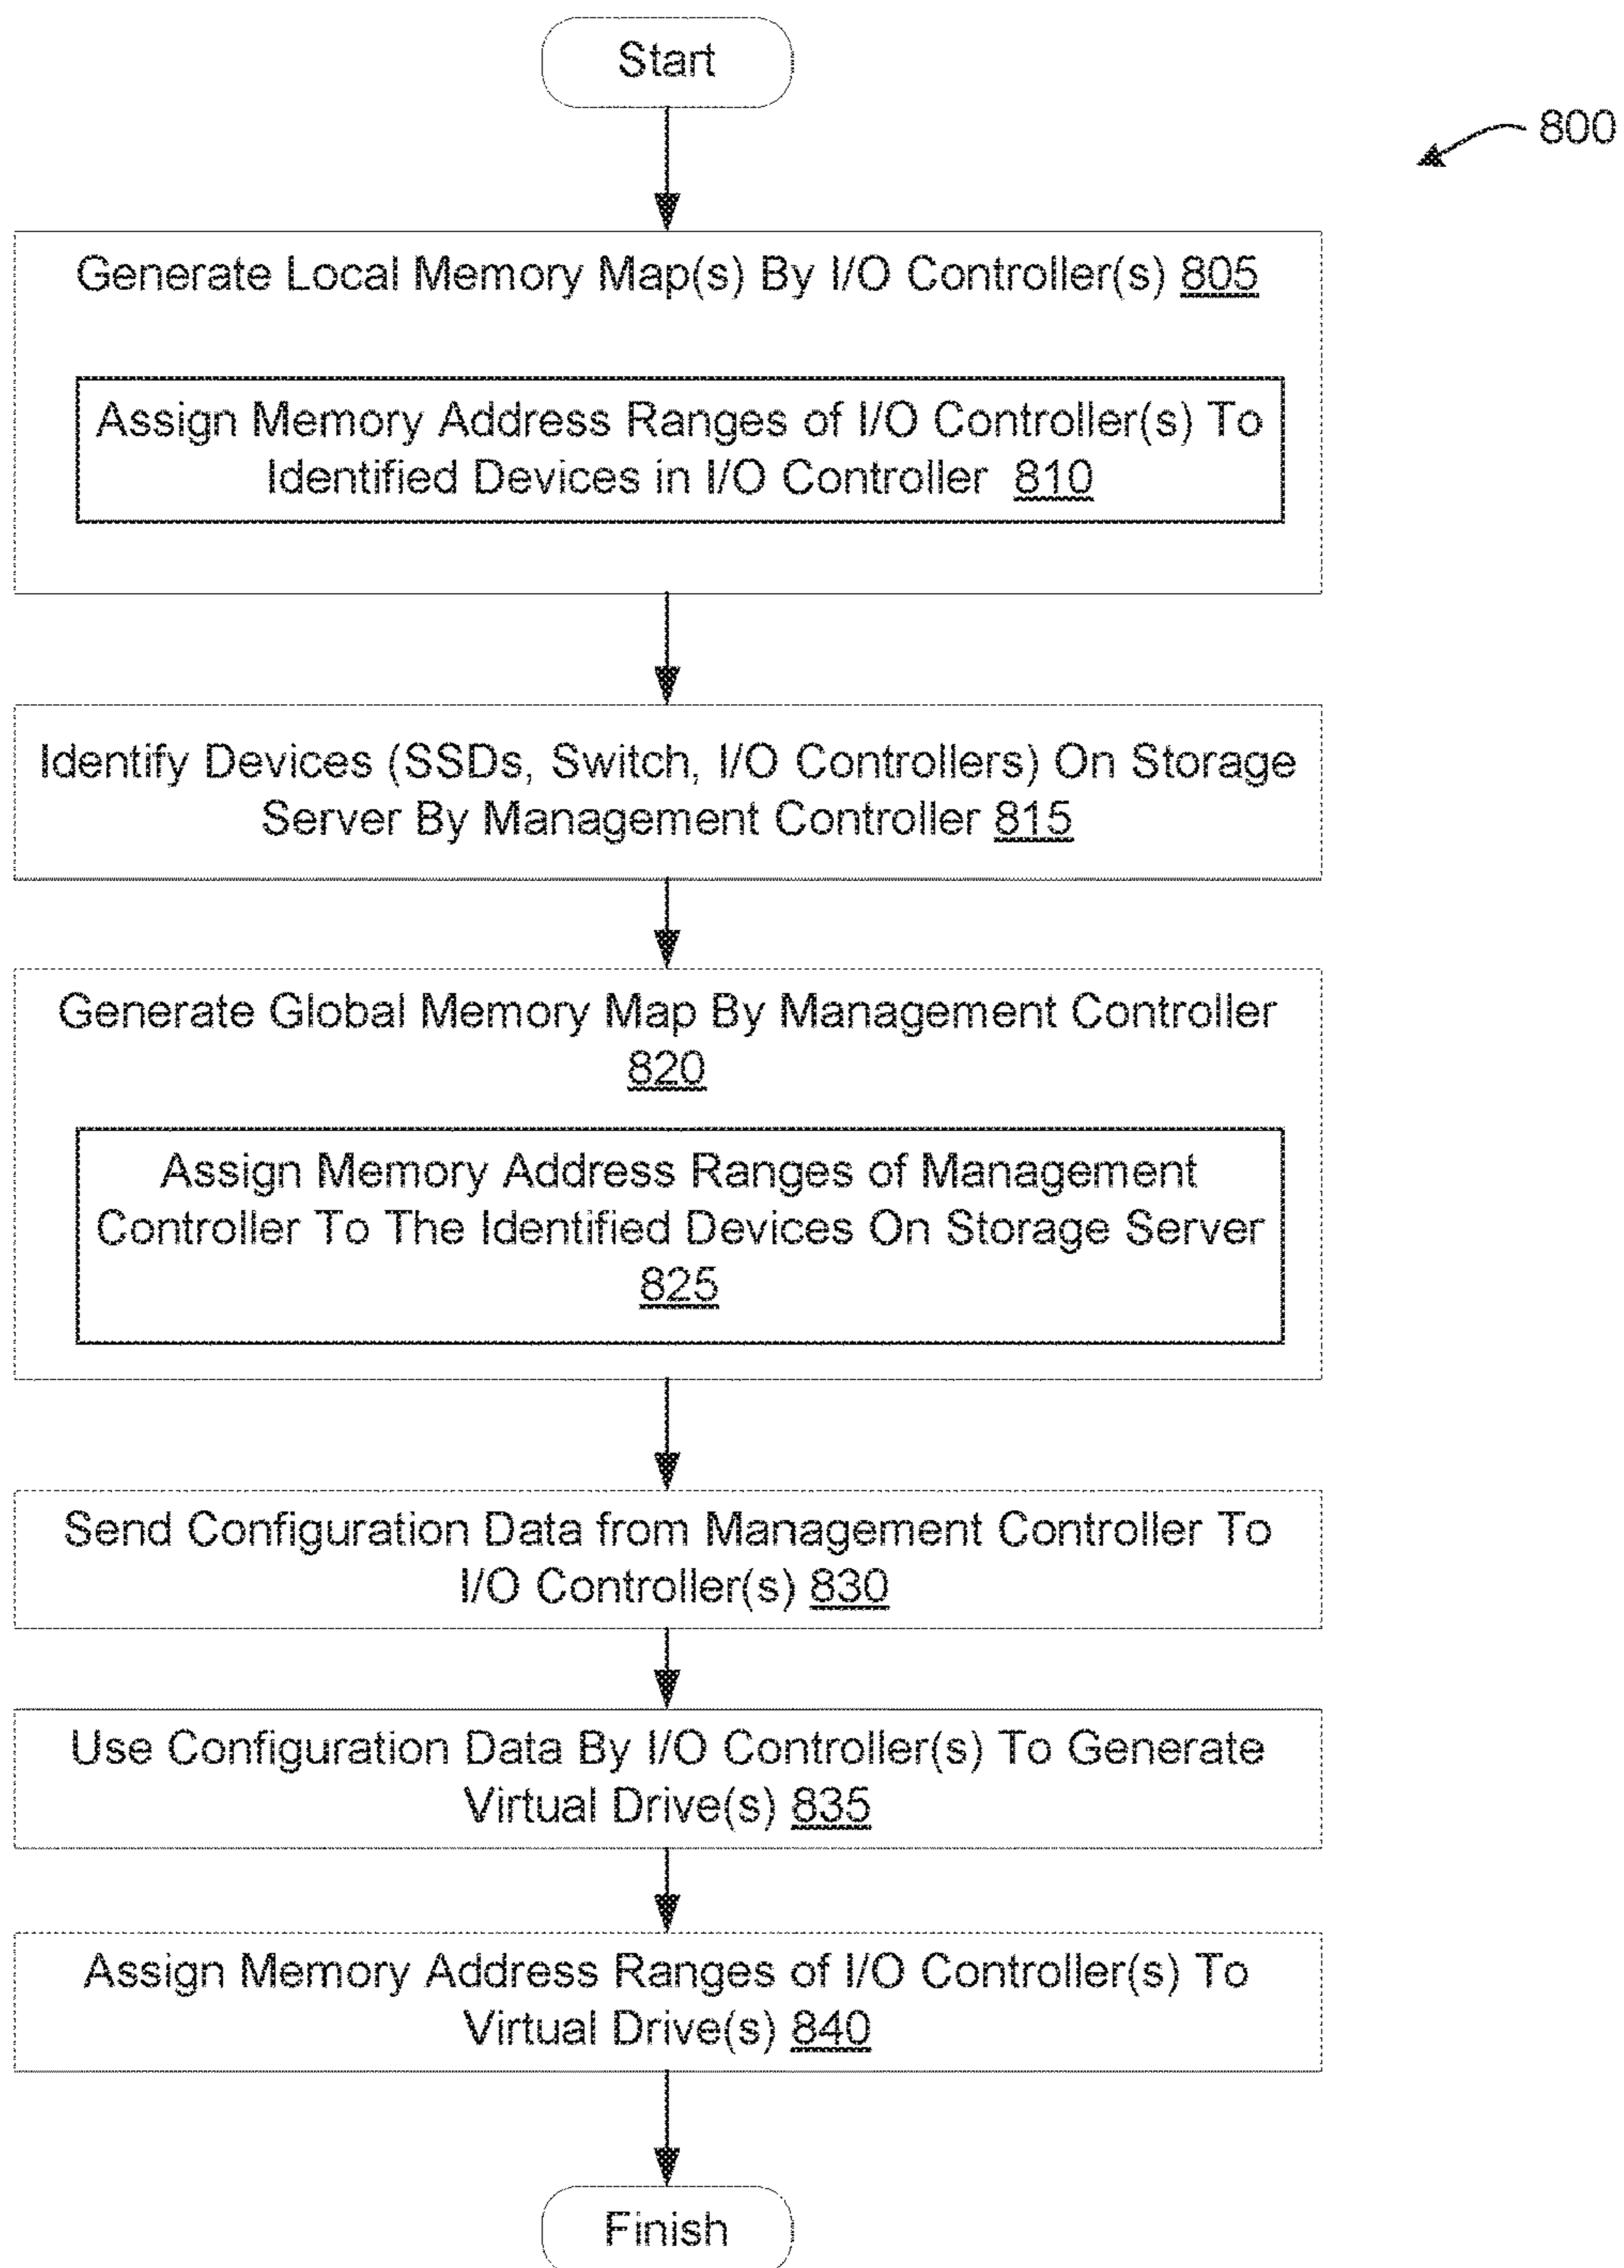 Start
800
Generate Local Memory Map(s) By I/O Controller(s) 805
Assign Memory Address Ranges of I/O Controller(s) To
Identified Devices in I/O Controller 810
Identify Devices (SSDs, Switch, I/O Controllers) On Storage
Server By Management Controller 815
Generate Global Memory Map By Management Controller
820
Assign Memory Address Ranges of Management
Controller To The Identified Devices On Storage Server
825
Send Configuration Data from Management Controller To
I/O Controller(s) 830
Use Configuration Data By I/O Controller(s) To Generate
Virtual Drive(s) 835
Assign Memory Address Ranges of I/O Controller(s) To
Virtual Drive(s) 840
Finish